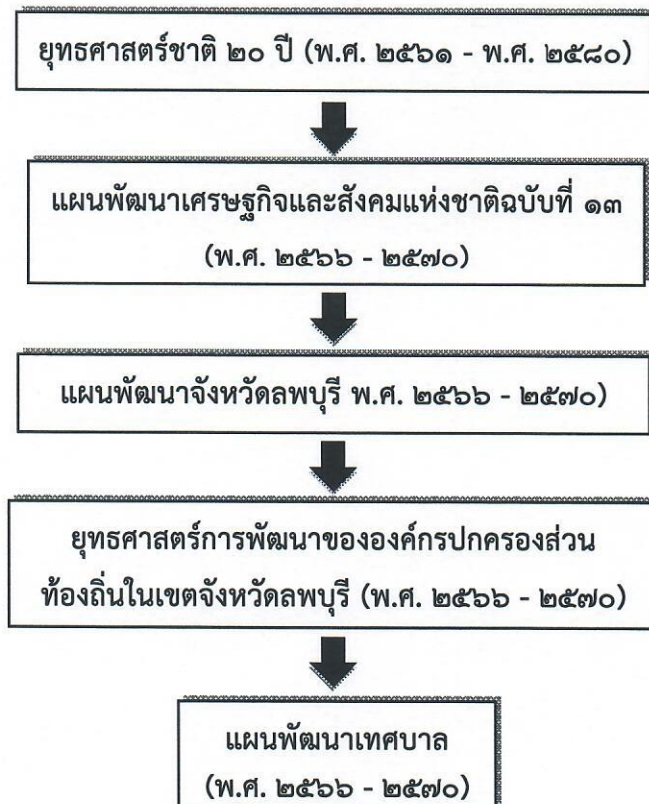 ยุทธศาสตร์ชาติ ๒๐ ปี (พ.ศ. ๒๕๖๑ - พ.ศ. ๒๕๘๐)
แผนพัฒนาเศรษฐกิจและสังคมแห่งชาติฉบับที่ ๑๓
(พ.ศ. ๒๕๖๖ - ๒๕๗๐)
แผนพัฒนาจังหวัดลพบุรี พ.ศ. ๒๕๖๖ - ๒๕๗๐)
ยุทธศาสตร์การพัฒนาขององค์กรปกครองส่วน
ท้องถิ่นในเขตจังหวัดลพบุรี (พ.ศ. ๒๕๖๖ - ๒๕๗๐)
แผนพัฒนาเทศบาล
(พ.ศ. ๒๕๖๖ - ๒๕๗๐)